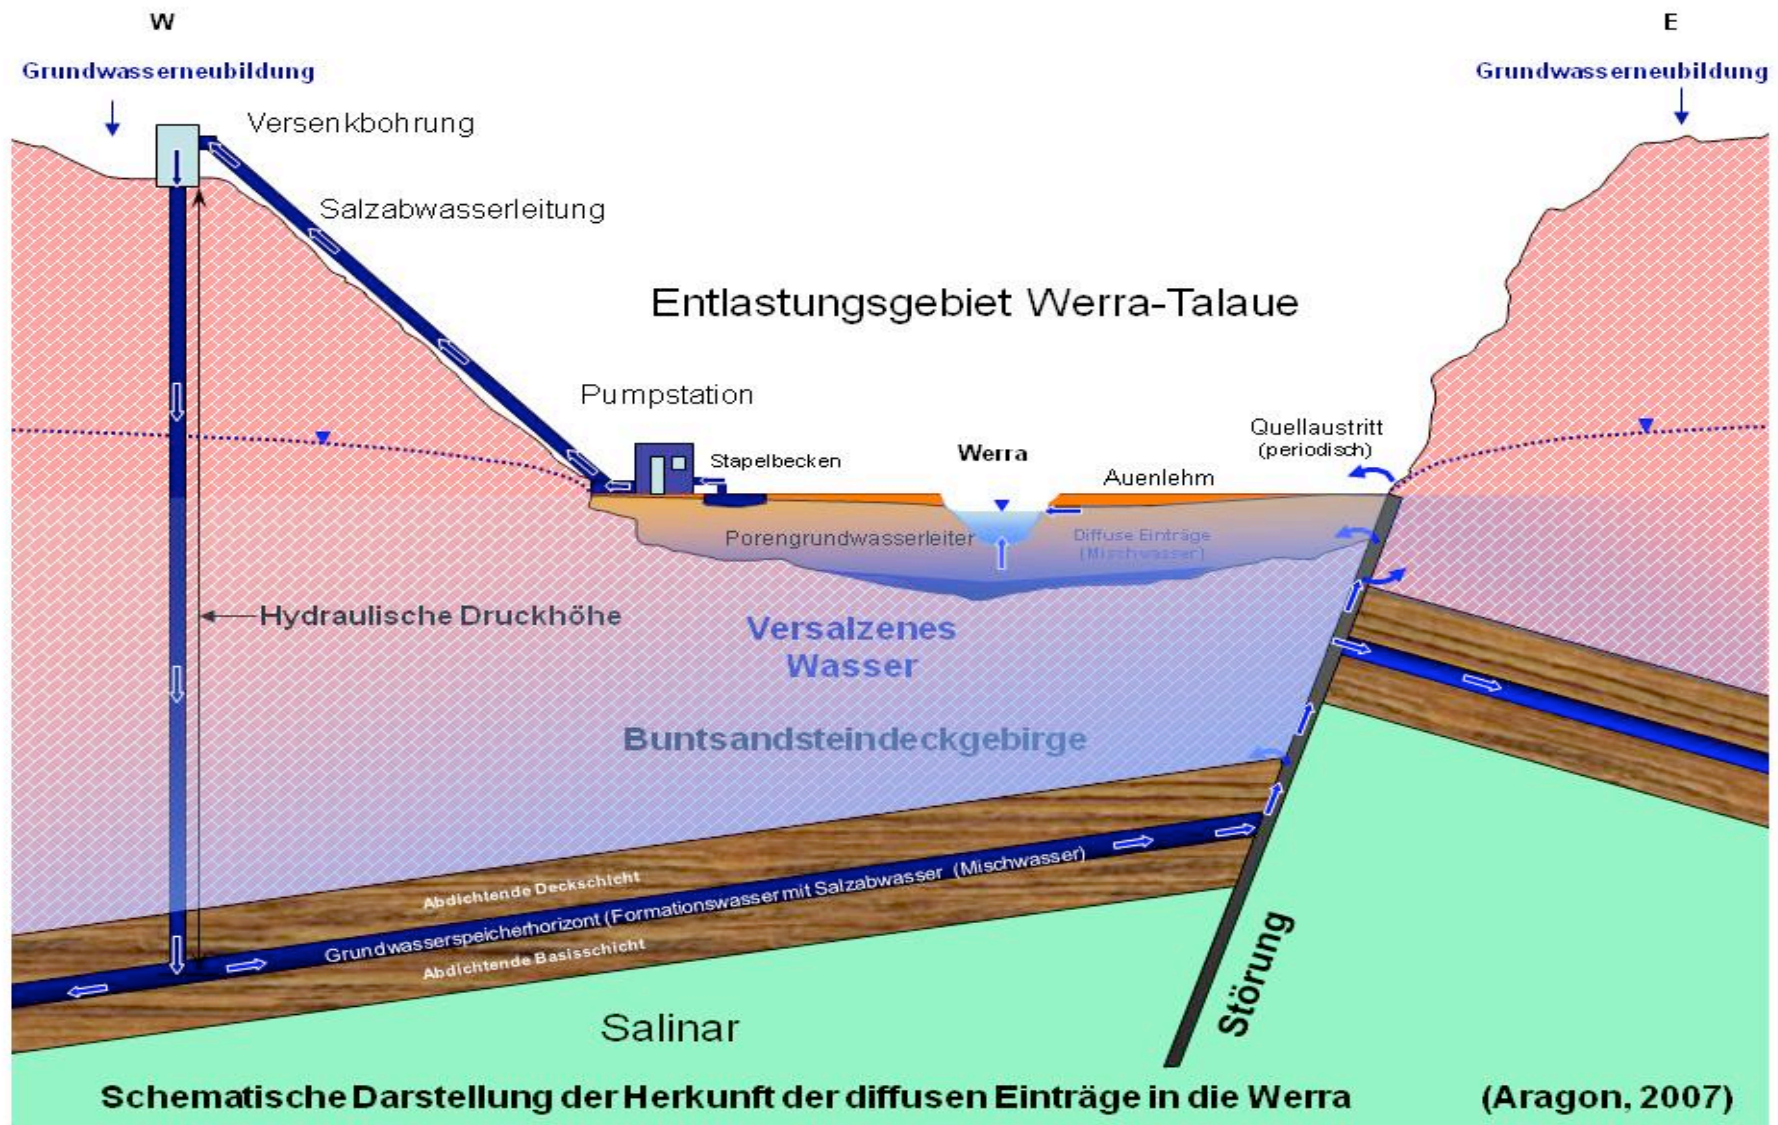 W
E
Grundwasserneubildung
Grundwasserneubildung
Versenkbohrung
Salzabwasserleitung
Entlastungsgebiet Werra-Talaue
Pumpstation
Stapelbecken
Werra
Auenlehm
Quellaustritt
(periodisch)
Porengrundwasserleiter
Diffuse Einträge
(Mischwasser)
Hydraulische Druckhöhe
Versalzenes
Wasser
Buntsandsteindeckgebirge
Abdichtende Deckschicht
Grundwasserspeicherhorizont (Formationswasser mit Salzabwasser (Mischwasser)
Abdichtende Basisschicht
Störung
Salinar
Schematische Darstellung der Herkunft der diffusen Einträge in die Werra (Aragon, 2007)